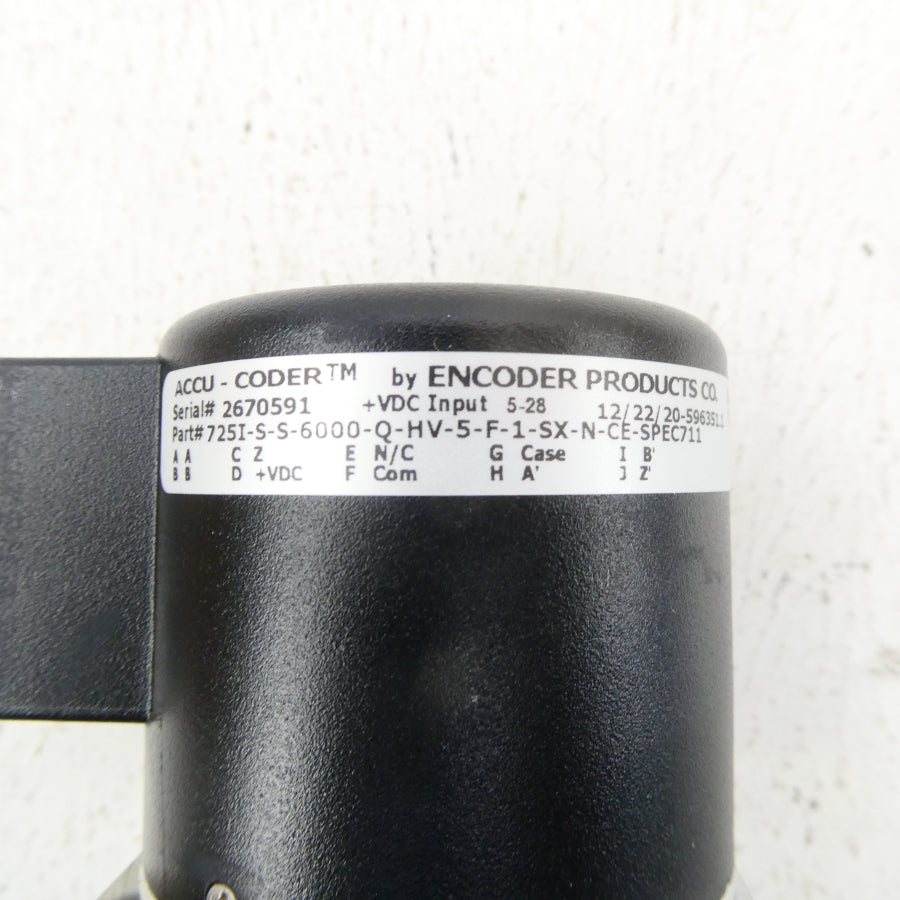 ACCU - CODER™ by ENCODER PRODUCTS CO.
Serial# 2670591 +VDC Input 5-28 12/22/20-596351.1
Part# 725I-S-S-6000-Q-HV-5-F-1-SX-N-CE-SPEC711
A A C Z E N/C G Case I B'
B B D +VDC F Com H A' J Z'